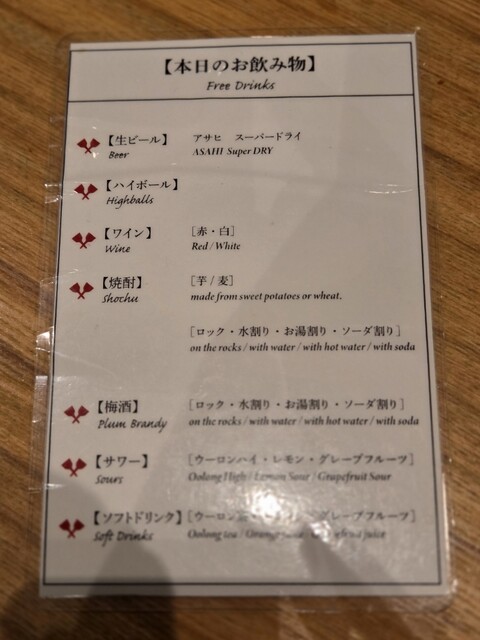 【本日のお飲み物】
Free Drinks
【生ビール】 アサヒ スーパードライ
Beer ASAHI Super DRY
【ハイボール】
Highballs
【ワイン】 [赤・白]
Wine Red / White
【焼酎】 [芋 / 麦]
Shochu made from sweet potatoes or wheat.
[ロック・水割り・お湯割り・ソーダ割り]
on the rocks / with water / with hot water / with soda
【梅酒】 [ロック・水割り・お湯割り・ソーダ割り]
Plum Brandy on the rocks / with water / with hot water / with soda
【サワー】 [ウーロンハイ・レモン・グレープフルーツ]
Sours Oolong High / Lemon Sour / Grapefruit Sour
【ソフトドリンク】 [ウーロン グレープフルーツ]
Soft Drinks Oolong tea / Orange juice